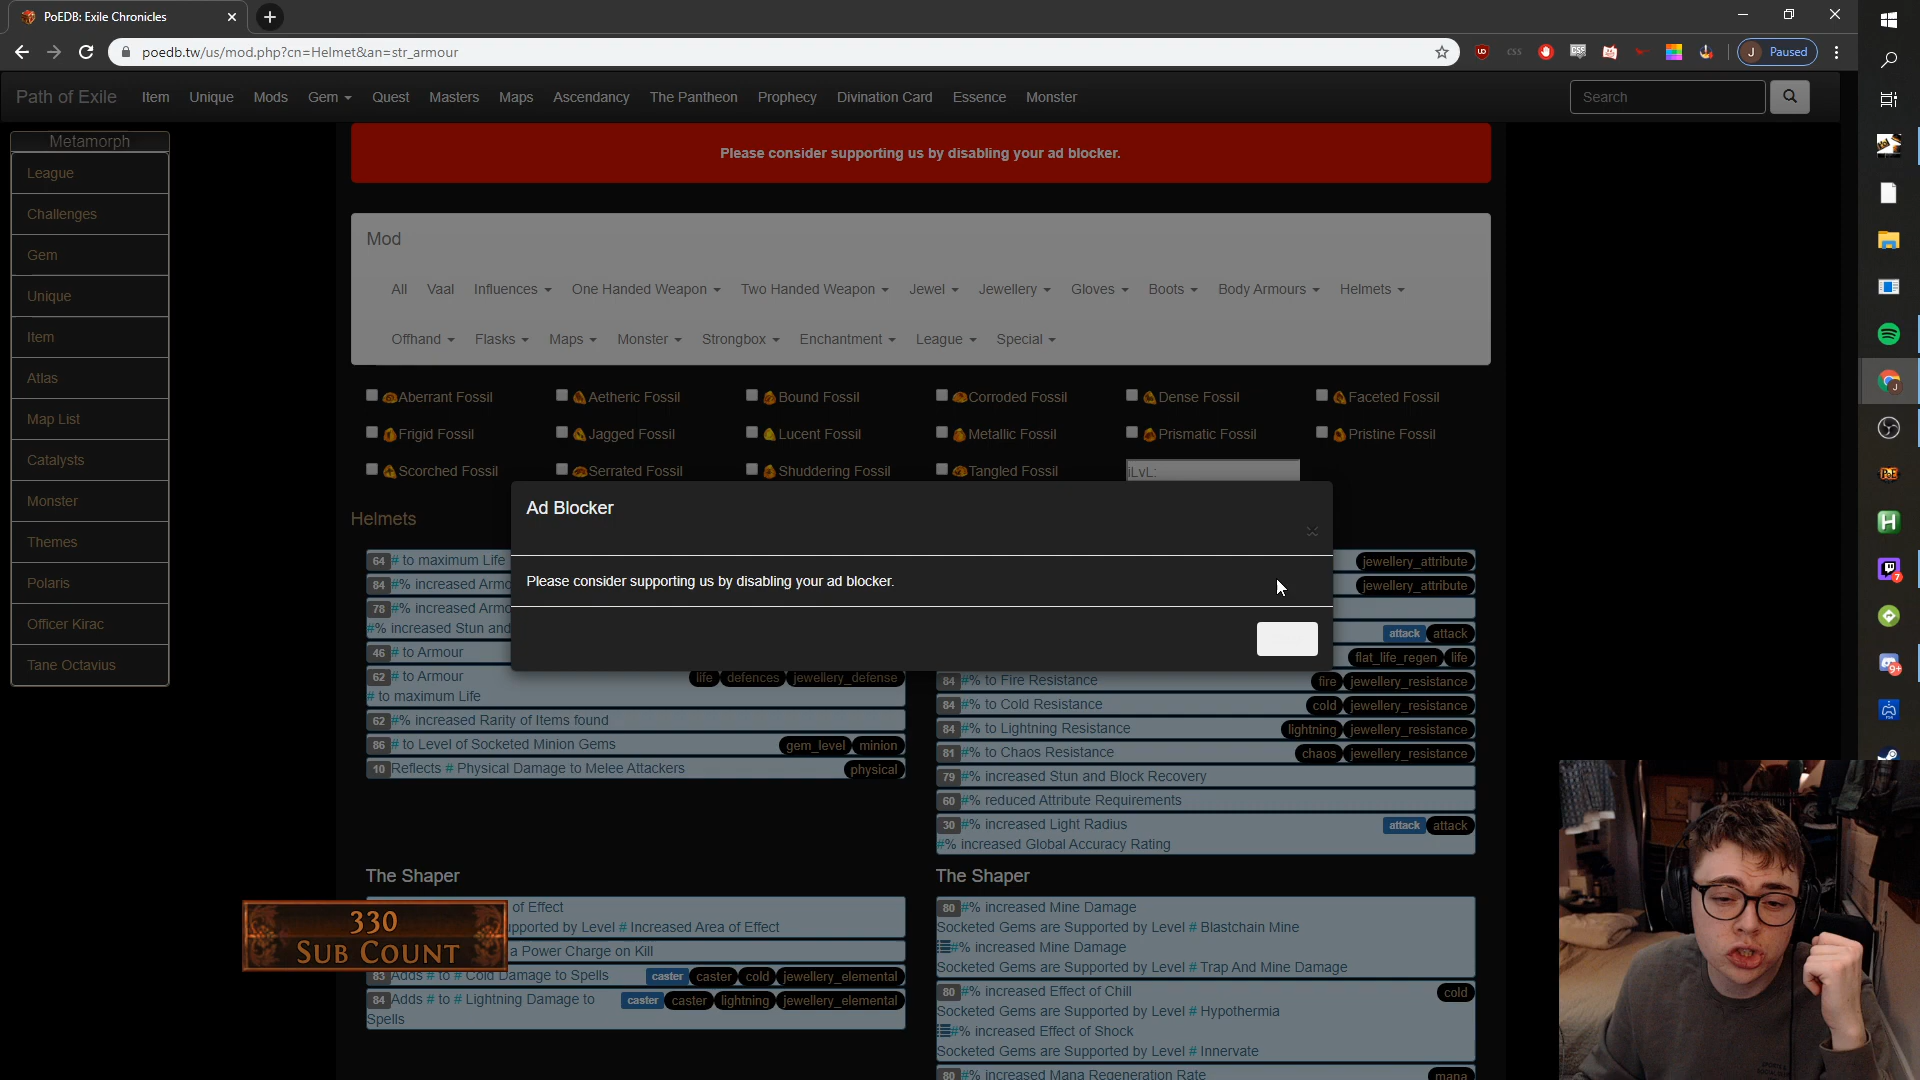 PoEDB: Exile Chronicles
poedb.tw/us/mod.php?cn=Helmet&an=str_armour
J Paused
Path of Exile Item Unique Mods Gem Quest Masters Maps Ascendancy The Pantheon Prophecy Divination Card Essence Monster Search
Metamorph
League
Challenges
Gem
Unique
Item
Atlas
Map List
Catalysts
Monster
Themes
Polaris
Officer Kirac
Tane Octavius
Please consider supporting us by disabling your ad blocker.
Mod
All Vaal Influences One Handed Weapon Two Handed Weapon Jewel Jewellery Gloves Boots Body Armours Helmets
Offhand Flasks Maps Monster Strongbox Enchantment League Special
Aberrant Fossil Aetheric Fossil Bound Fossil Corroded Fossil Dense Fossil Faceted Fossil
Frigid Fossil Jagged Fossil Lucent Fossil Metallic Fossil Prismatic Fossil Pristine Fossil
Scorched Fossil Serrated Fossil Shuddering Fossil Tangled Fossil iLvL:
Helmets
Ad Blocker
×
Please consider supporting us by disabling your ad blocker.
64 # to maximum Life
84 #% increased Armo
78 #% increased Armo
#% increased Stun and
46 # to Armour
62 # to Armour life defences jewellery_defense
# to maximum Life
62 #% increased Rarity of Items found
86 # to Level of Socketed Minion Gems gem_level minion
10 Reflects # Physical Damage to Melee Attackers physical
jewellery_attribute
jewellery_attribute
attack attack
flat_life_regen life
84 #% to Fire Resistance fire jewellery_resistance
84 #% to Cold Resistance cold jewellery_resistance
84 #% to Lightning Resistance lightning jewellery_resistance
81 #% to Chaos Resistance chaos jewellery_resistance
79 #% increased Stun and Block Recovery
60 #% reduced Attribute Requirements
30 #% increased Light Radius attack attack
#% increased Global Accuracy Rating
The Shaper
of Effect
pported by Level # Increased Area of Effect
a Power Charge on Kill
83 Adds # to # Cold Damage to Spells caster caster cold jewellery_elemental
84 Adds # to # Lightning Damage to caster caster lightning jewellery_elemental
Spells
330
SUB COUNT
The Shaper
80 #% increased Mine Damage
Socketed Gems are Supported by Level # Blastchain Mine
#% increased Mine Damage
Socketed Gems are Supported by Level # Trap And Mine Damage
80 #% increased Effect of Chill cold
Socketed Gems are Supported by Level # Hypothermia
#% increased Effect of Shock
Socketed Gems are Supported by Level # Innervate
80 #% increased Mana Regeneration Rate mana